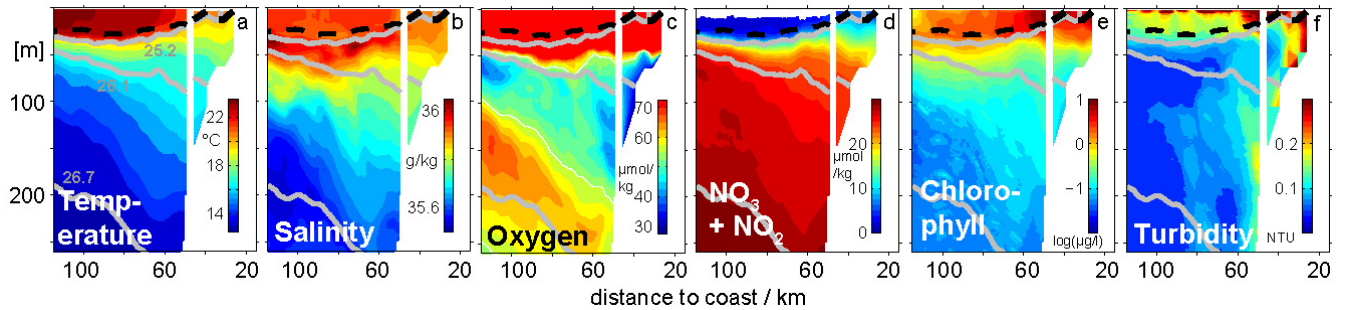 a
b
c
d
e
f
[m]
100
200
25.2
26.1
26.7
22
°C
18
14
Temp-
erature
36
g/kg
35.6
Salinity
70
60
µmol/
kg
50
40
30
Oxygen
20
µmol
/kg
10
0
NO3
+ NO2
1
0
−1
log(µg/l)
Chloro-
phyll
0.2
0.1
NTU
Turbidity
100 60 20
100 60 20
100 60 20
100 60 20
100 60 20
100 60 20
distance to coast / km